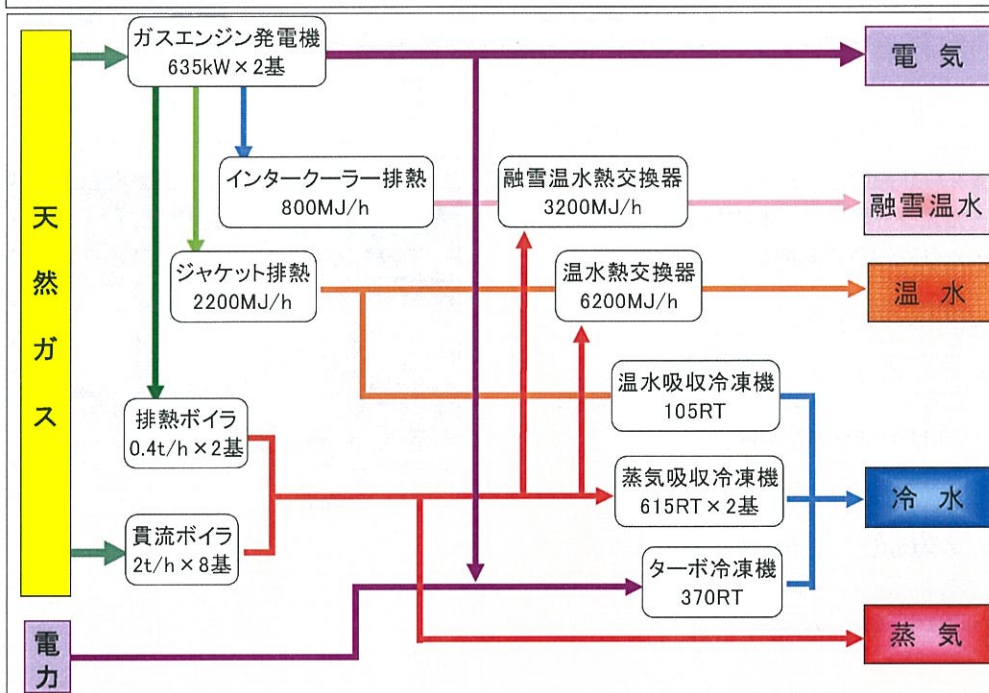 天然ガス
ガスエンジン発電機
635kW×2基
電 気
インタークーラー排熱
800MJ/h
融雪温水熱交換器
3200MJ/h
融雪温水
ジャケット排熱
2200MJ/h
温水熱交換器
6200MJ/h
温 水
温水吸収冷凍機
105RT
排熱ボイラ
0.4t/h×2基
蒸気吸収冷凍機
615RT×2基
冷 水
貫流ボイラ
2t/h×8基
ターボ冷凍機
370RT
電力
蒸 気